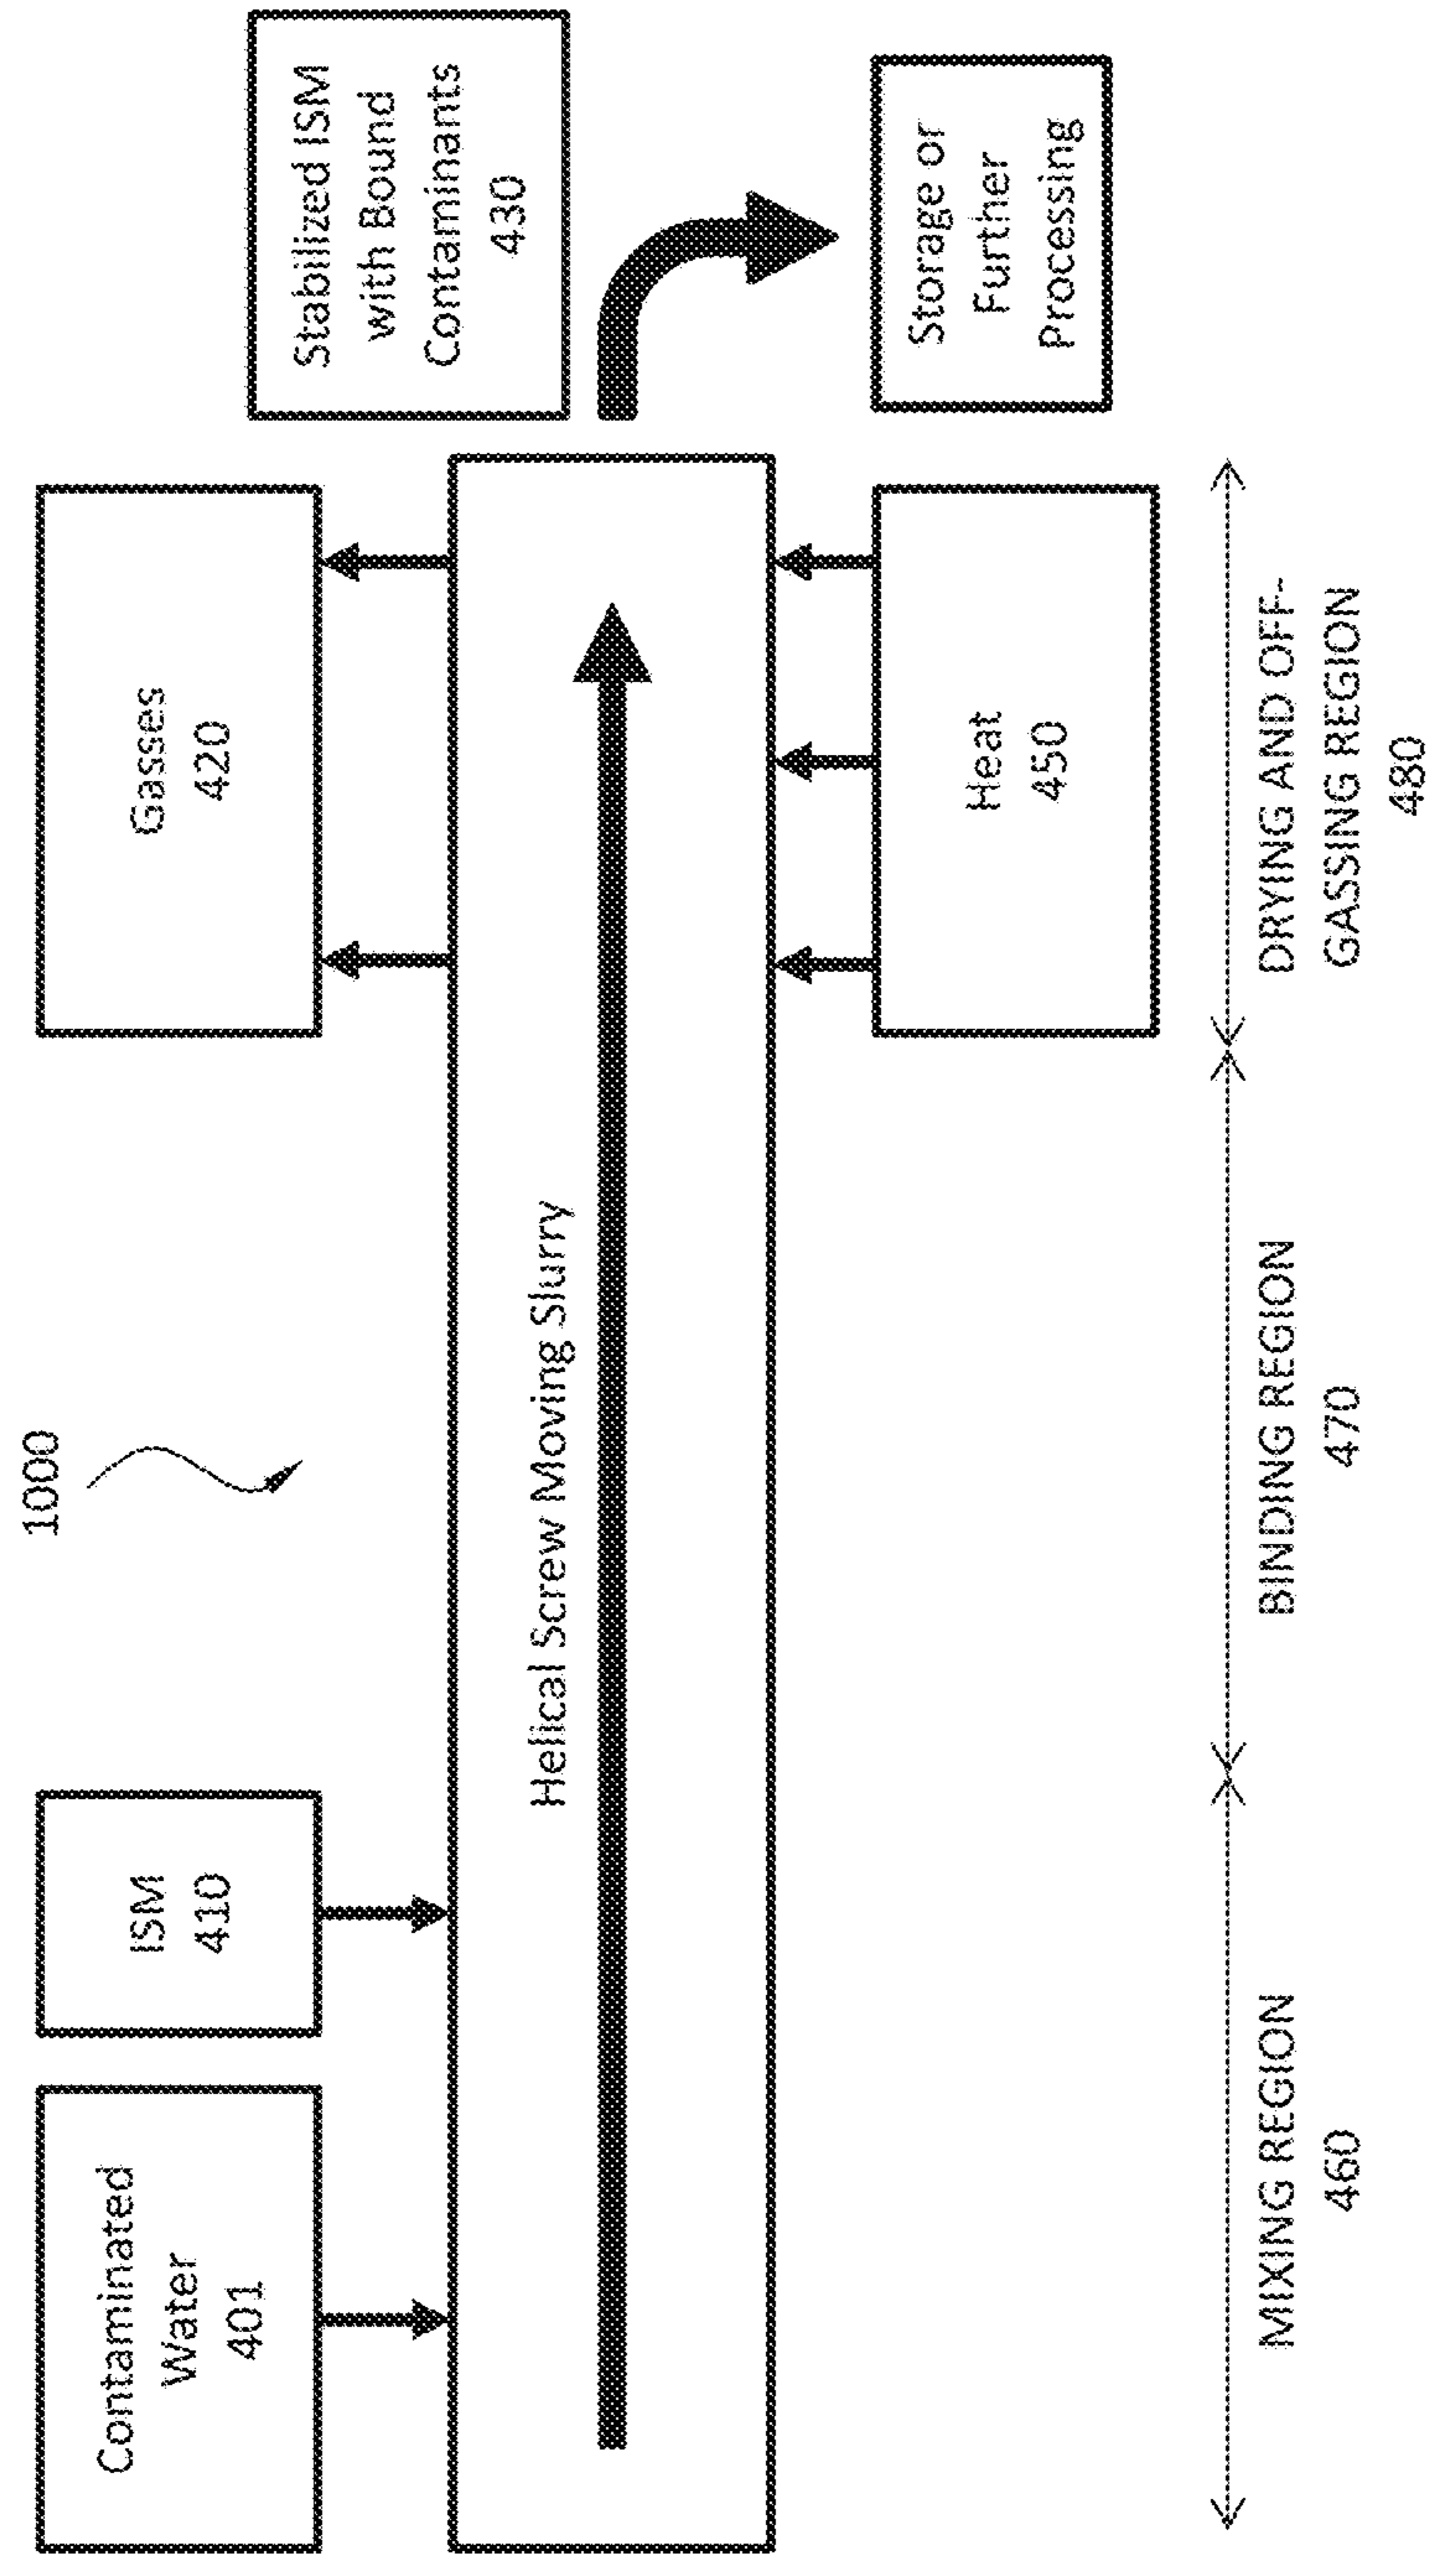 1000
Contaminated
Water
401
ISM
410
Gasses
420
Stabilized ISM
with Bound
Contaminants
430
Helical Screw Moving Slurry
Heat
450
Storage or
Further
Processing
MIXING REGION
460
BINDING REGION
470
DRYING AND OFF-
GASSING REGION
480